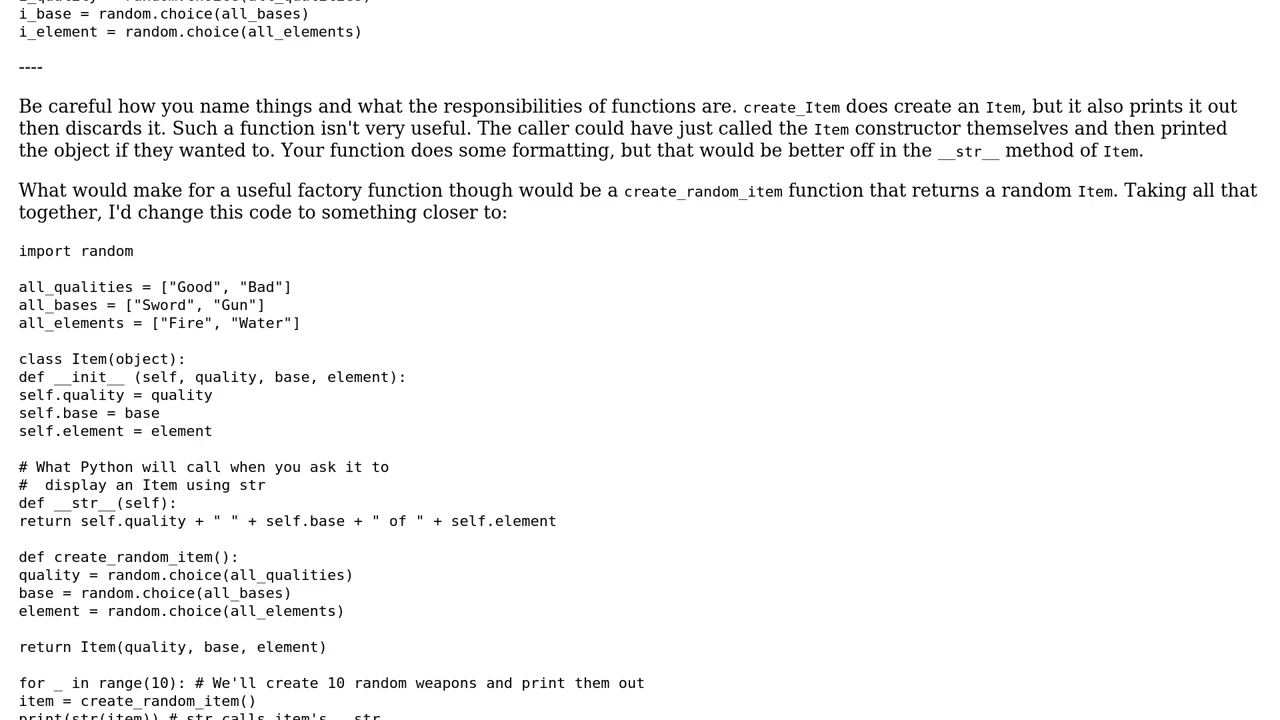 i_base = random.choice(all_bases)
i_element = random.choice(all_elements)
----
Be careful how you name things and what the responsibilities of functions are. create_Item does create an Item, but it also prints it out
then discards it. Such a function isn't very useful. The caller could have just called the Item constructor themselves and then printed
the object if they wanted to. Your function does some formatting, but that would be better off in the __str__ method of Item.
What would make for a useful factory function though would be a create_random_item function that returns a random Item. Taking all that
together, I'd change this code to something closer to:
import random
all_qualities = ["Good", "Bad"]
all_bases = ["Sword", "Gun"]
all_elements = ["Fire", "Water"]
class Item(object):
def __init__ (self, quality, base, element):
self.quality = quality
self.base = base
self.element = element
# What Python will call when you ask it to
#  display an Item using str
def __str__(self):
return self.quality + " " + self.base + " of " + self.element
def create_random_item():
quality = random.choice(all_qualities)
base = random.choice(all_bases)
element = random.choice(all_elements)
return Item(quality, base, element)
for _ in range(10): # We'll create 10 random weapons and print them out
item = create_random_item()
print(str(item)) # str calls item's __str__